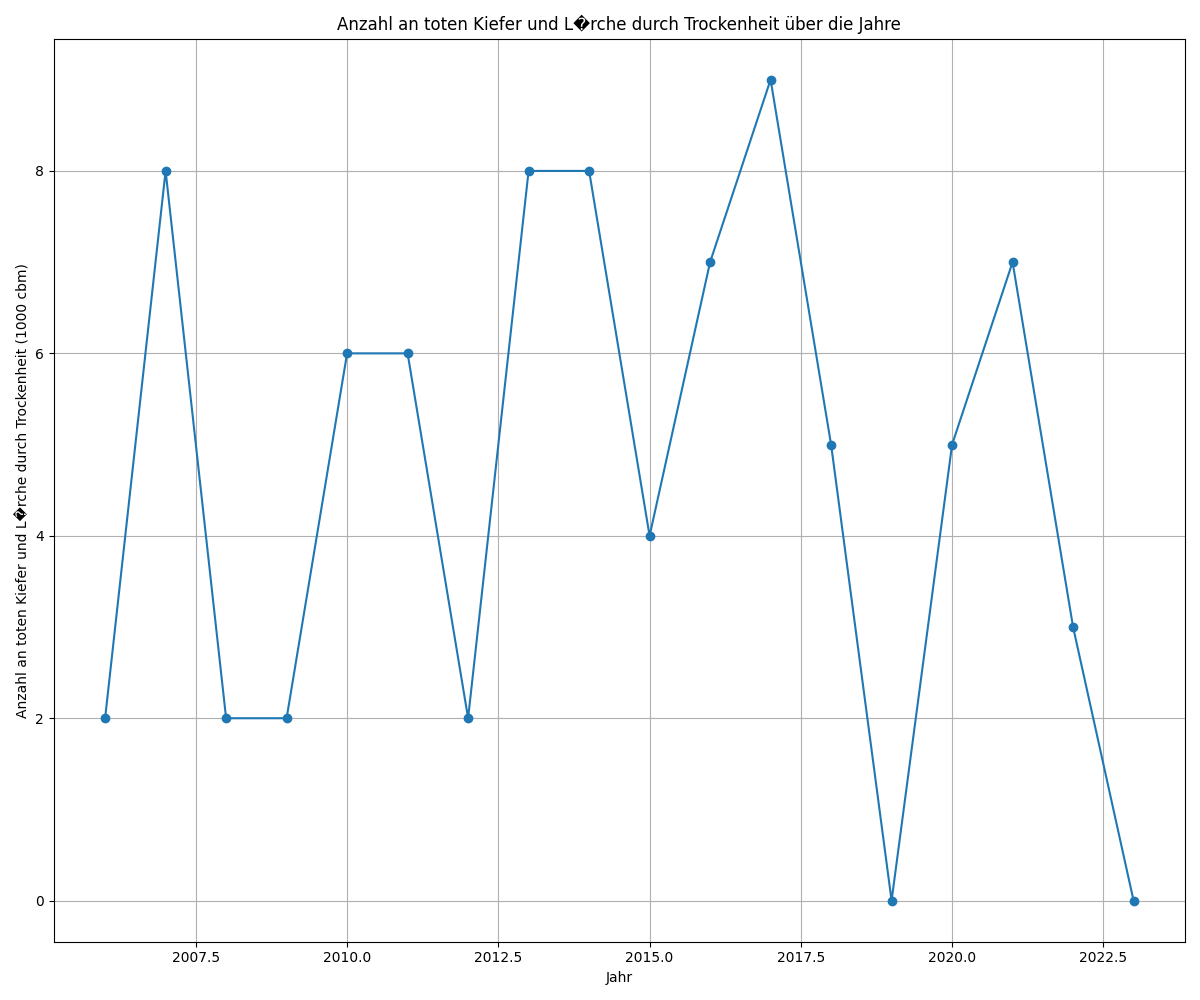 Anzahl an toten Kiefer und L�rche durch Trockenheit über die Jahre
Anzahl an toten Kiefer und L�rche durch Trockenheit (1000 cbm)
8
6
4
2
0
2007.5 2010.0 2012.5 2015.0 2017.5 2020.0 2022.5
Jahr